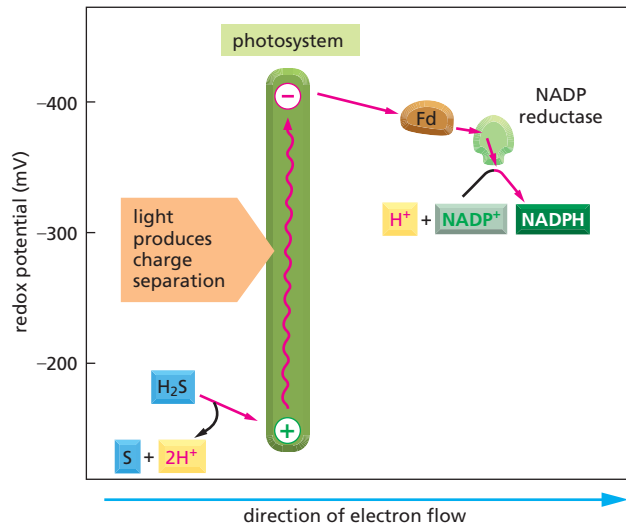 photosystem
−400
−300
−200
redox potential (mV)
light
produces
charge
separation
−
+
Fd
NADP
reductase
H⁺ + NADP⁺ NADPH
H₂S
S + 2H⁺
direction of electron flow